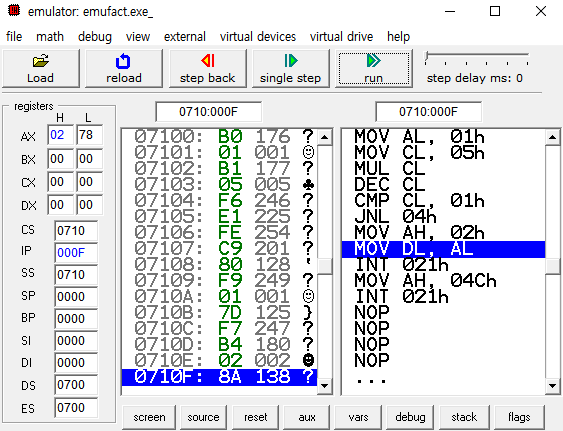 emulator: emufact.exe_
file math debug view external virtual devices virtual drive help
Load reload step back single step run step delay ms: 0
registers
H L
AX 02 78
BX 00 00
CX 00 00
DX 00 00
CS 0710
IP 000F
SS 0710
SP 0000
BP 0000
SI 0000
DI 0000
DS 0700
ES 0700
0710:000F
07100: B0 176 ?
07101: 01 001 ☺
07102: B1 177 ?
07103: 05 005 ♣
07104: F6 246 ?
07105: E1 225 ?
07106: FE 254 ?
07107: C9 201 ?
07108: 80 128 '
07109: F9 249 ?
0710A: 01 001 ☺
0710B: 7D 125 }
0710C: F7 247 ?
0710D: B4 180 ?
0710E: 02 002 ☻
0710F: 8A 138 ?
0710:000F
MOV AL, 01h
MOV CL, 05h
MUL CL
DEC CL
CMP CL, 01h
JNL 04h
MOV AH, 02h
MOV DL, AL
INT 021h
MOV AH, 04Ch
INT 021h
NOP
NOP
NOP
NOP
...
screen source reset aux vars debug stack flags